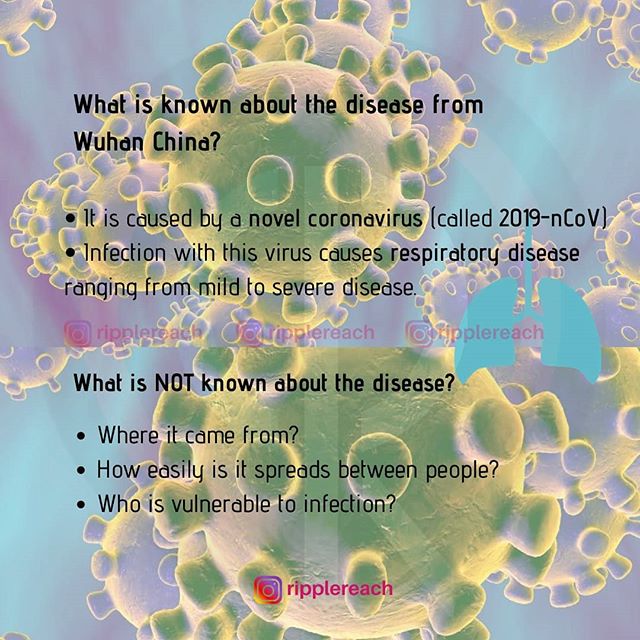 What is known about the disease from
Wuhan China?
• It is caused by a novel coronavirus (called 2019-nCoV)
• Infection with this virus causes respiratory disease
ranging from mild to severe disease.
ripplereach ripplereach ripplereach
What is NOT known about the disease?
• Where it came from?
• How easily is it spreads between people?
• Who is vulnerable to infection?
ripplereach